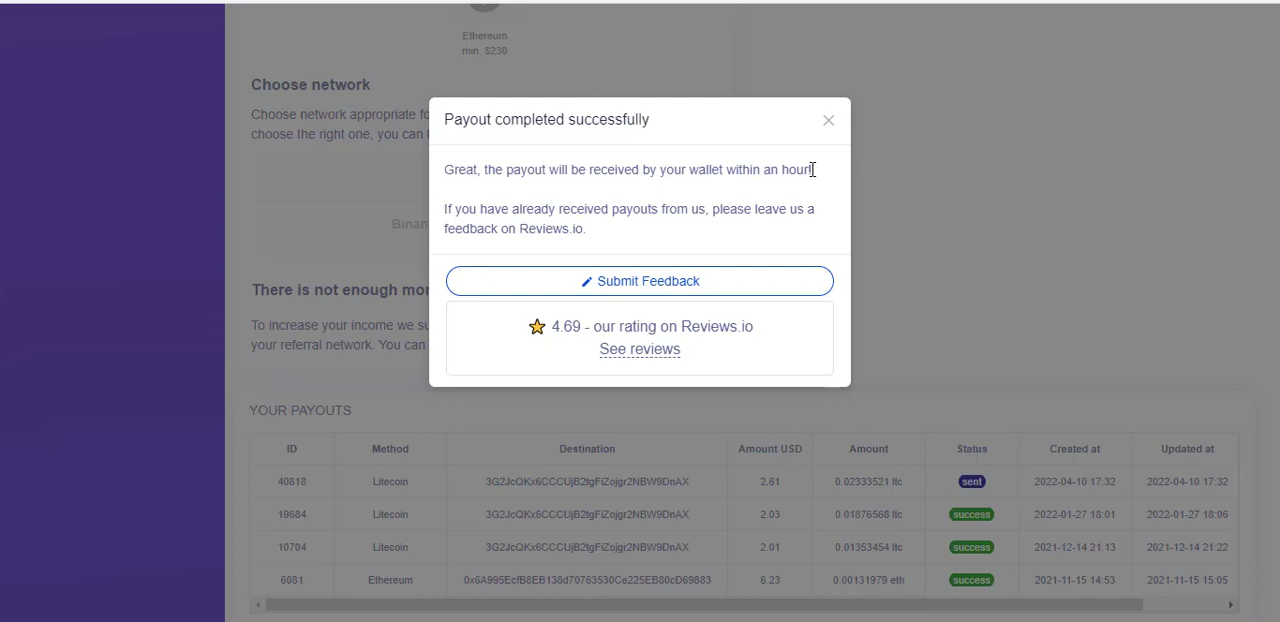 Ethereum
min. $230
Choose network
Choose network appropriate fo
choose the right one, you can
Payout completed successfully
Great, the payout will be received by your wallet within an hour!
If you have already received payouts from us, please leave us a
feedback on Reviews.io.
Binan
Submit Feedback
There is not enough mor
4.69 - our rating on Reviews.io
To increase your income we su
See reviews
your referral network. You can
YOUR PAYOUTS
ID Method Destination Amount USD Amount Status Created at Updated at
40818 Litecoin 3G2JcQKx6CCCUjB2tgFiZojgr2NBW9DnAX 2.61 0.02333521 ltc sent 2022-04-10 17:32 2022-04-10 17:32
19684 Litecoin 3G2JcQKx6CCCUjB2tgFiZojgr2NBW9DnAX 2.03 0.01876568 ltc success 2022-01-27 18:01 2022-01-27 18:06
10704 Litecoin 3G2JcQKx6CCCUjB2tgFiZojgr2NBW9DnAX 2.01 0.01353454 ltc success 2021-12-14 21:13 2021-12-14 21:22
6081 Ethereum 0x6A995EcfB8EB138d70763530Ce225EB80cD69883 6.23 0.00131979 eth success 2021-11-15 14:53 2021-11-15 15:05